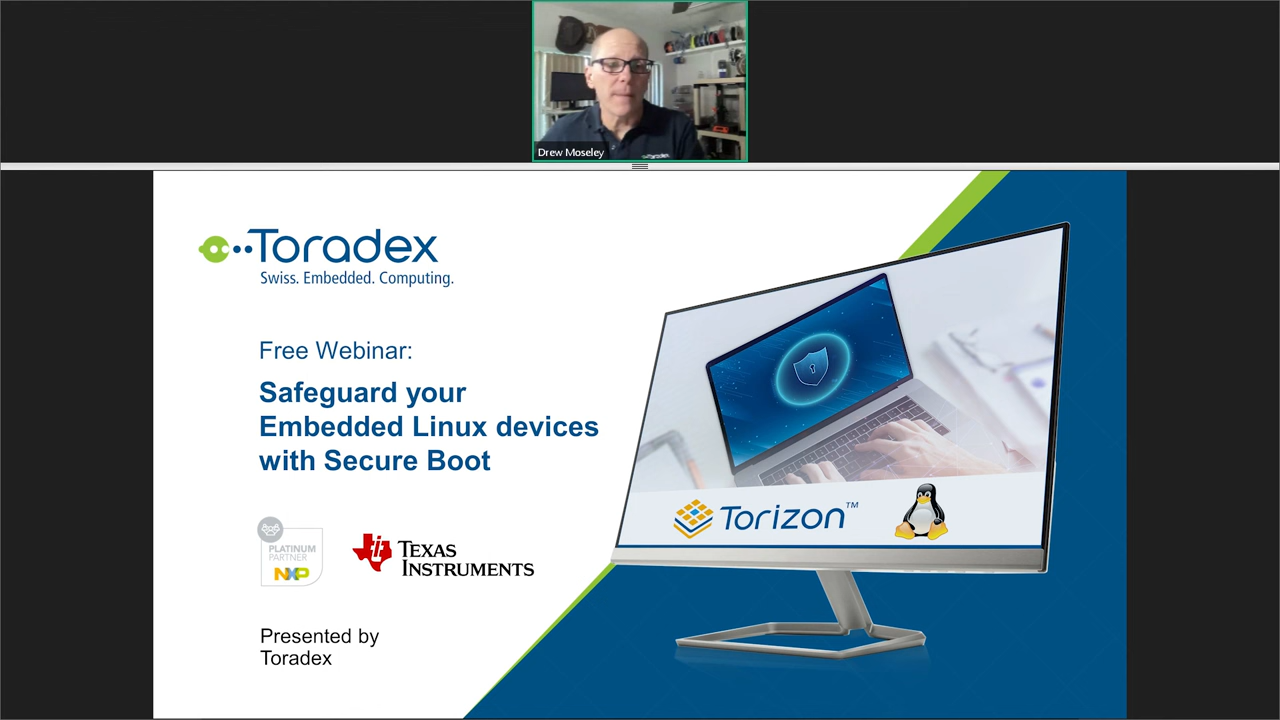 Drew Moseley
Toradex
Swiss. Embedded. Computing.
Free Webinar:
Safeguard your
Embedded Linux devices
with Secure Boot
PLATINUM
PARTNER
NXP
TEXAS
INSTRUMENTS
Torizon™
Presented by
Toradex